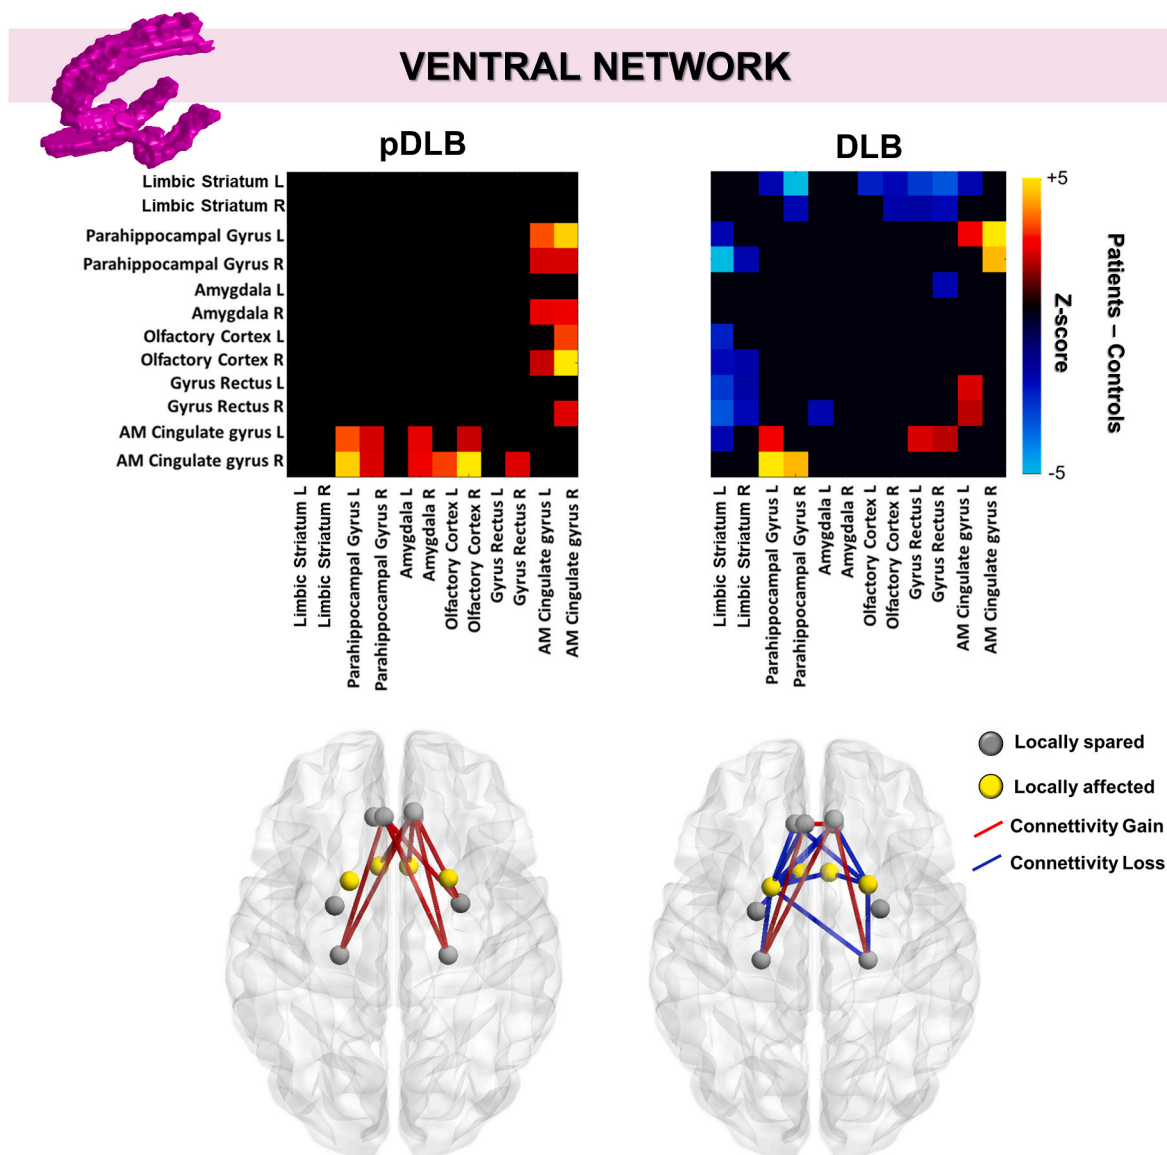 VENTRAL NETWORK
pDLB
DLB
Limbic Striatum L
Limbic Striatum R
Parahippocampal Gyrus L
Parahippocampal Gyrus R
Amygdala L
Amygdala R
Olfactory Cortex L
Olfactory Cortex R
Gyrus Rectus L
Gyrus Rectus R
AM Cingulate gyrus L
AM Cingulate gyrus R
Limbic Striatum L
Limbic Striatum R
Parahippocampal Gyrus L
Parahippocampal Gyrus R
Amygdala L
Amygdala R
Olfactory Cortex L
Olfactory Cortex R
Gyrus Rectus L
Gyrus Rectus R
AM Cingulate gyrus L
AM Cingulate gyrus R
Limbic Striatum L
Limbic Striatum R
Parahippocampal Gyrus L
Parahippocampal Gyrus R
Amygdala L
Amygdala R
Olfactory Cortex L
Olfactory Cortex R
Gyrus Rectus L
Gyrus Rectus R
AM Cingulate gyrus L
AM Cingulate gyrus R
+5
-5
Z-score
Patients – Controls
Locally spared
Locally affected
Connettivity Gain
Connettivity Loss